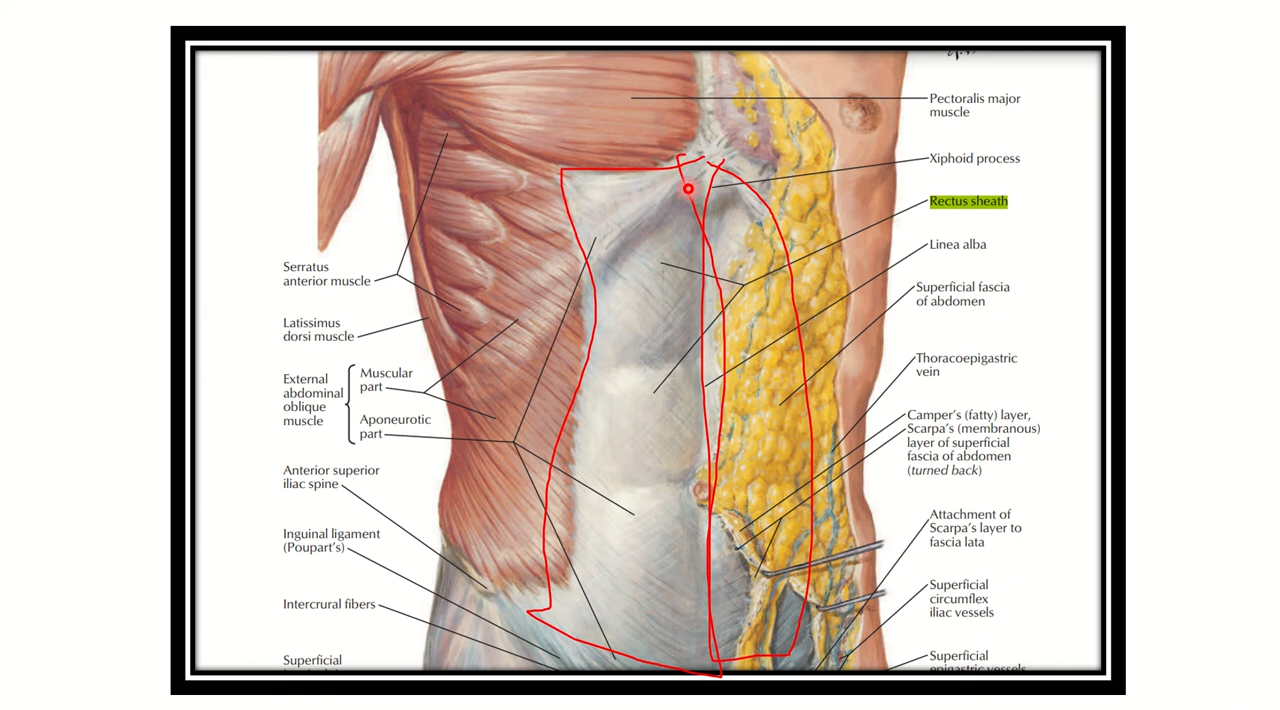 Pectoralis major
muscle
Xiphoid process
Rectus sheath
Linea alba
Superficial fascia
of abdomen
Thoracoepigastric
vein
Camper's (fatty) layer,
Scarpa's (membranous)
layer of superficial
fascia of abdomen
(turned back)
Attachment of
Scarpa's layer to
fascia lata
Superficial
circumflex
iliac vessels
Superficial
epigastric vessels
Serratus
anterior muscle
Latissimus
dorsi muscle
External
abdominal
oblique
muscle
Muscular
part
Aponeurotic
part
Anterior superior
iliac spine
Inguinal ligament
(Poupart's)
Intercrural fibers
Superficial